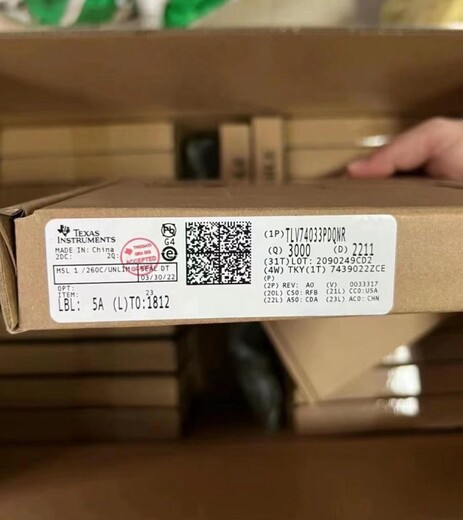 TEXAS
INSTRUMENTS
MADE IN: China
2DC: 2Q:
Pb
G4
MSL 1 /260C/UNLIM SEAL DT
03/30/22
ACCEPTED
OPT:
ITEM: 23
LBL: 5A (L)TO:1812
(1P) TLV74033PDQNR
(Q) 3000 (D) 2211
(31T)LOT: 2090249CD2
(4W) TKY(1T) 7439022ZCE
(P)
(2P) REV: A0 (V) 0033317
(20L) CSO:RFB (21L) CCO:USA
(22L) ASO:CDA (23L) ACO:CHN